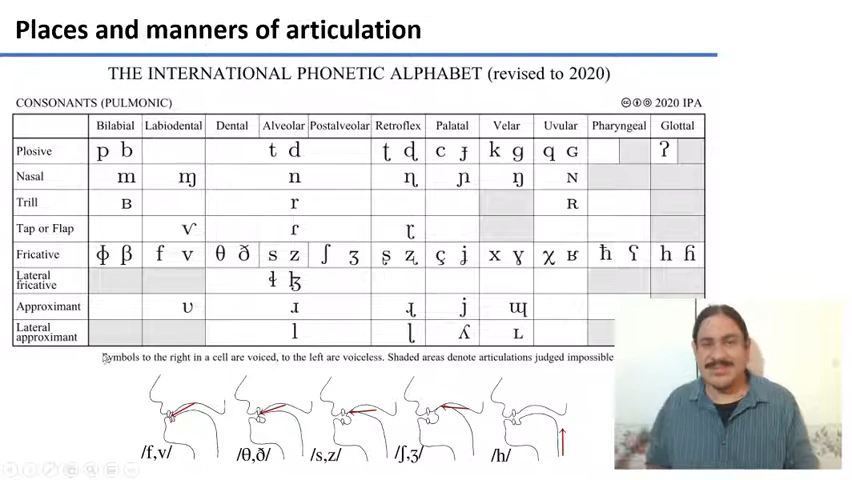 Places and manners of articulation
THE INTERNATIONAL PHONETIC ALPHABET (revised to 2020)
CONSONANTS (PULMONIC) 2020 IPA
Bilabial Labiodental Dental Alveolar Postalveolar Retroflex Palatal Velar Uvular Pharyngeal Glottal
Plosive p b t d ʈ ɖ c ɟ k ɡ q ɢ ʔ
Nasal m ɱ n ɳ ɲ ŋ ɴ
Trill ʙ r ʀ
Tap or Flap ⱱ ɾ ɽ
Fricative ɸ β f v θ ð s z ʃ ʒ ʂ ʐ ç ʝ x ɣ χ ʁ ħ ʕ h ɦ
Lateral fricative ɬ ɮ
Approximant ʋ ɹ ɻ j ɰ
Lateral approximant l ɭ ʎ ʟ
Symbols to the right in a cell are voiced, to the left are voiceless. Shaded areas denote articulations judged impossible
/f,v/ /θ,ð/ /s,z/ /ʃ,ʒ/ /h/